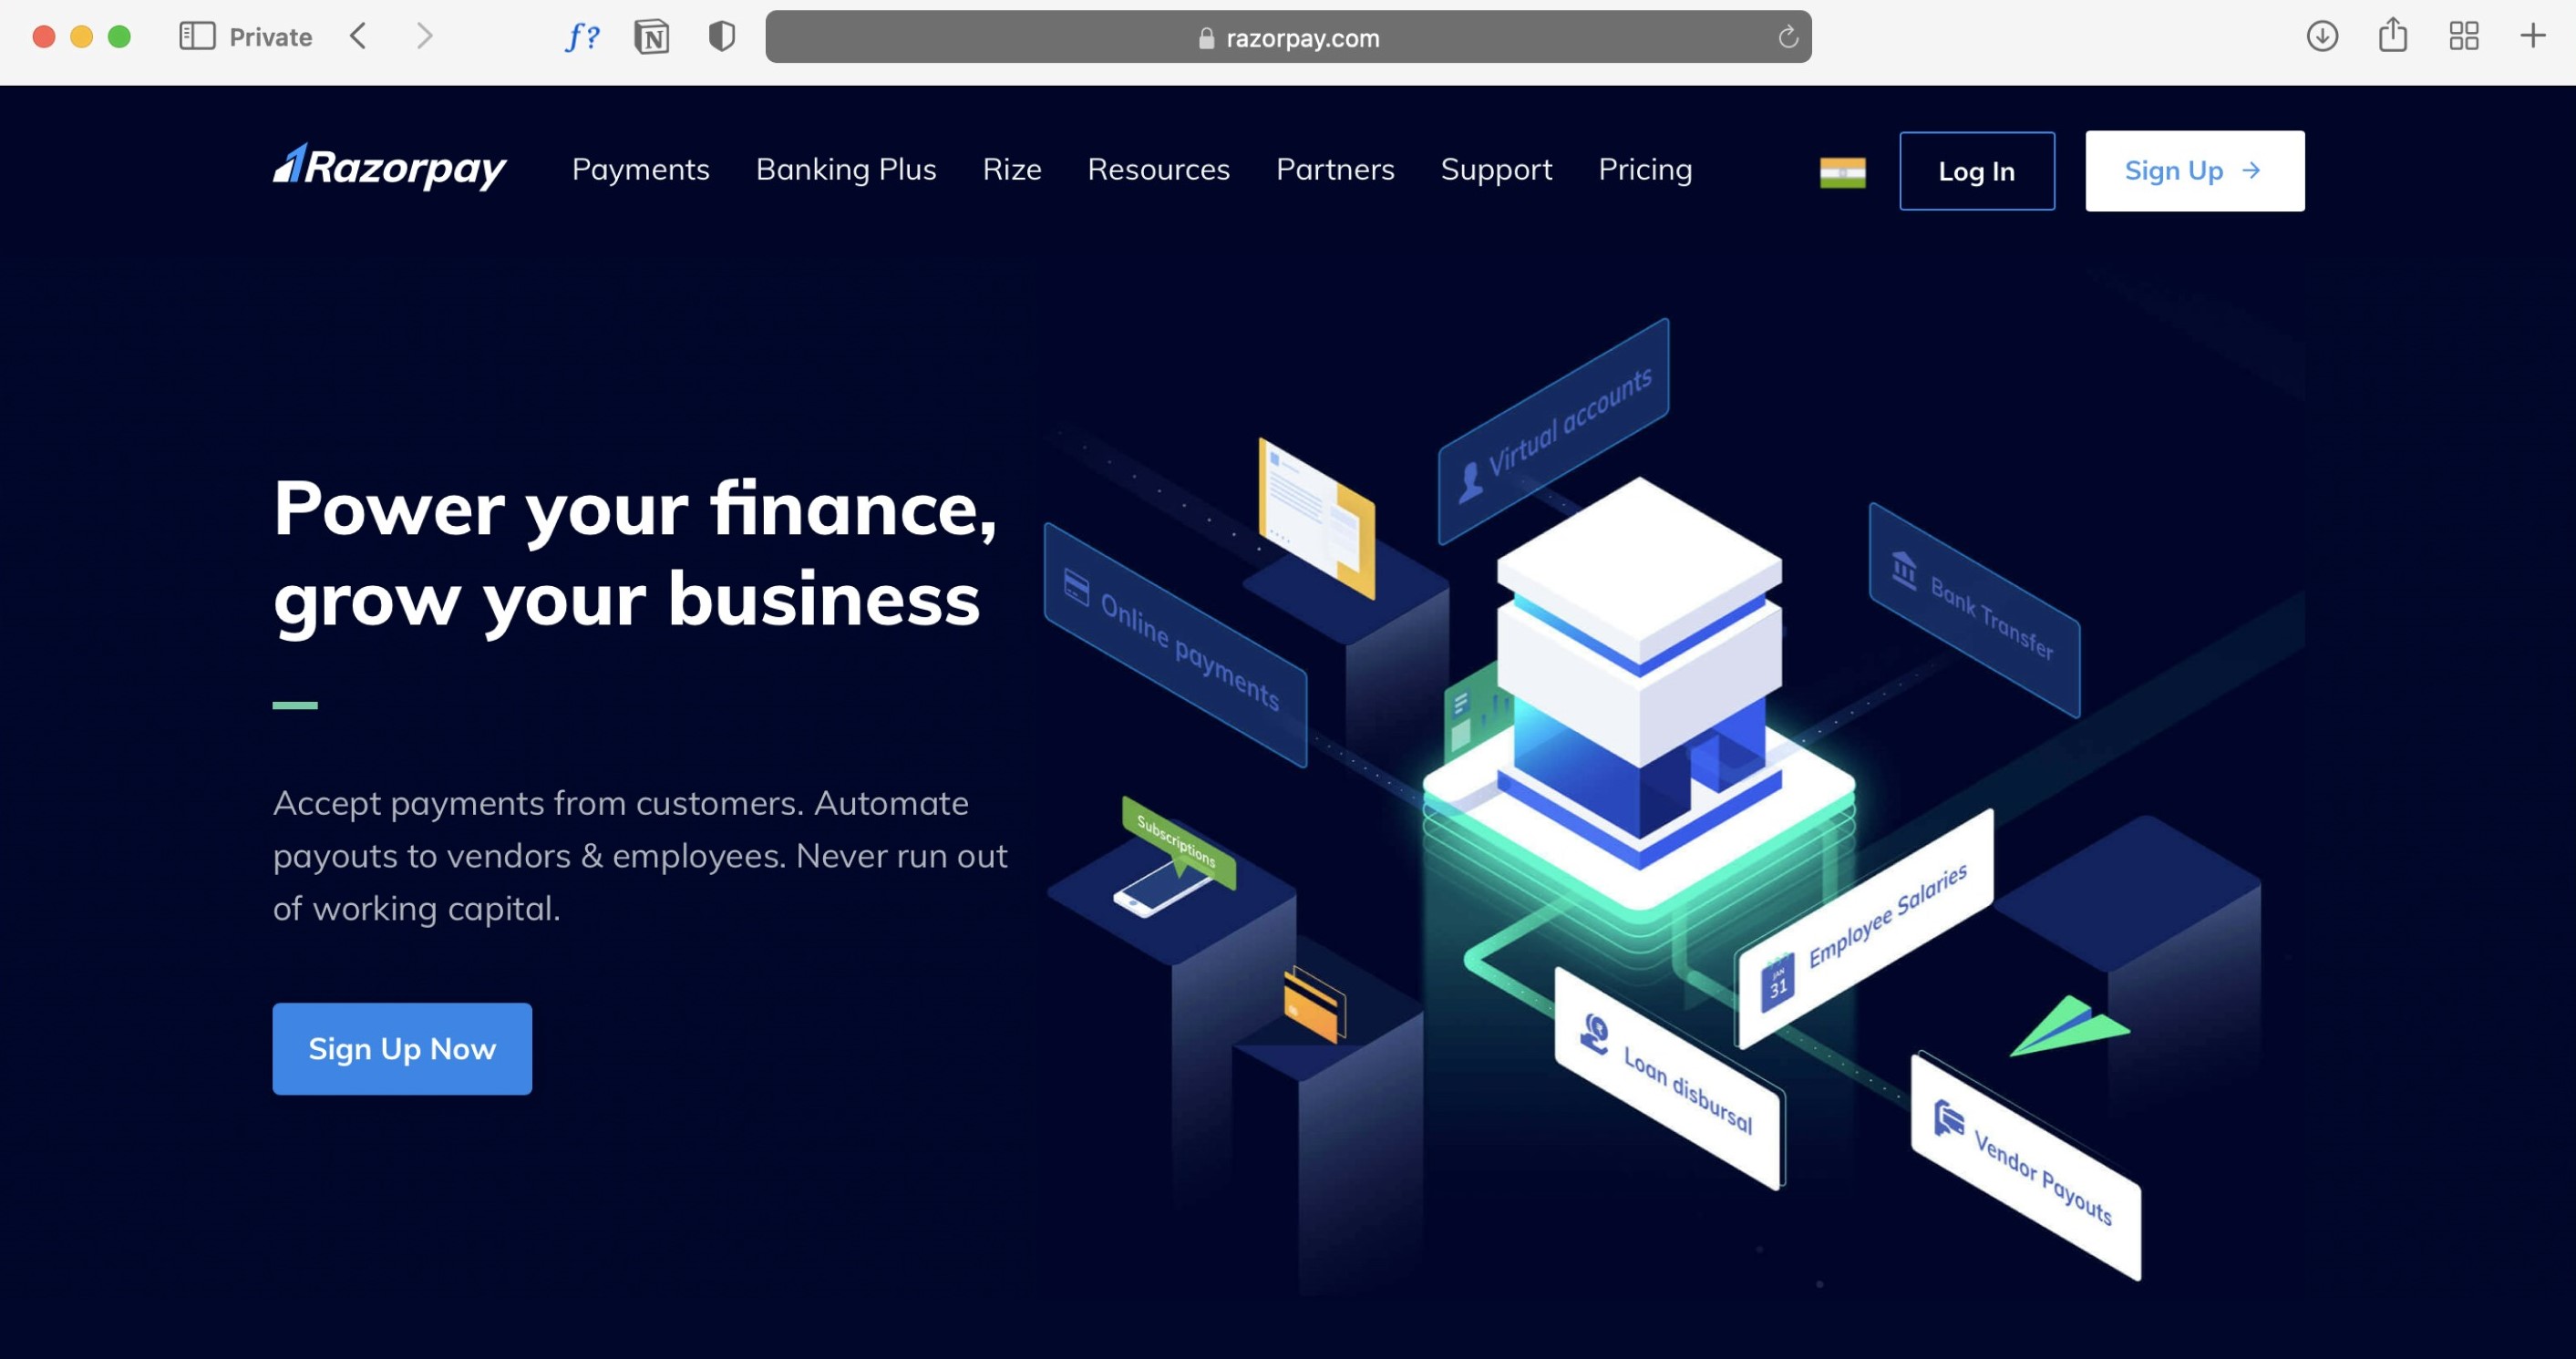 Private
f?
N
razorpay.com
Razorpay
Payments
Banking Plus
Rize
Resources
Partners
Support
Pricing
Log In
Sign Up →
Power your finance,
grow your business
Accept payments from customers. Automate
payouts to vendors & employees. Never run out
of working capital.
Sign Up Now
Virtual accounts
Online payments
Bank Transfer
Subscriptions
Employee Salaries
JAN
31
Loan disbursal
Vendor Payouts